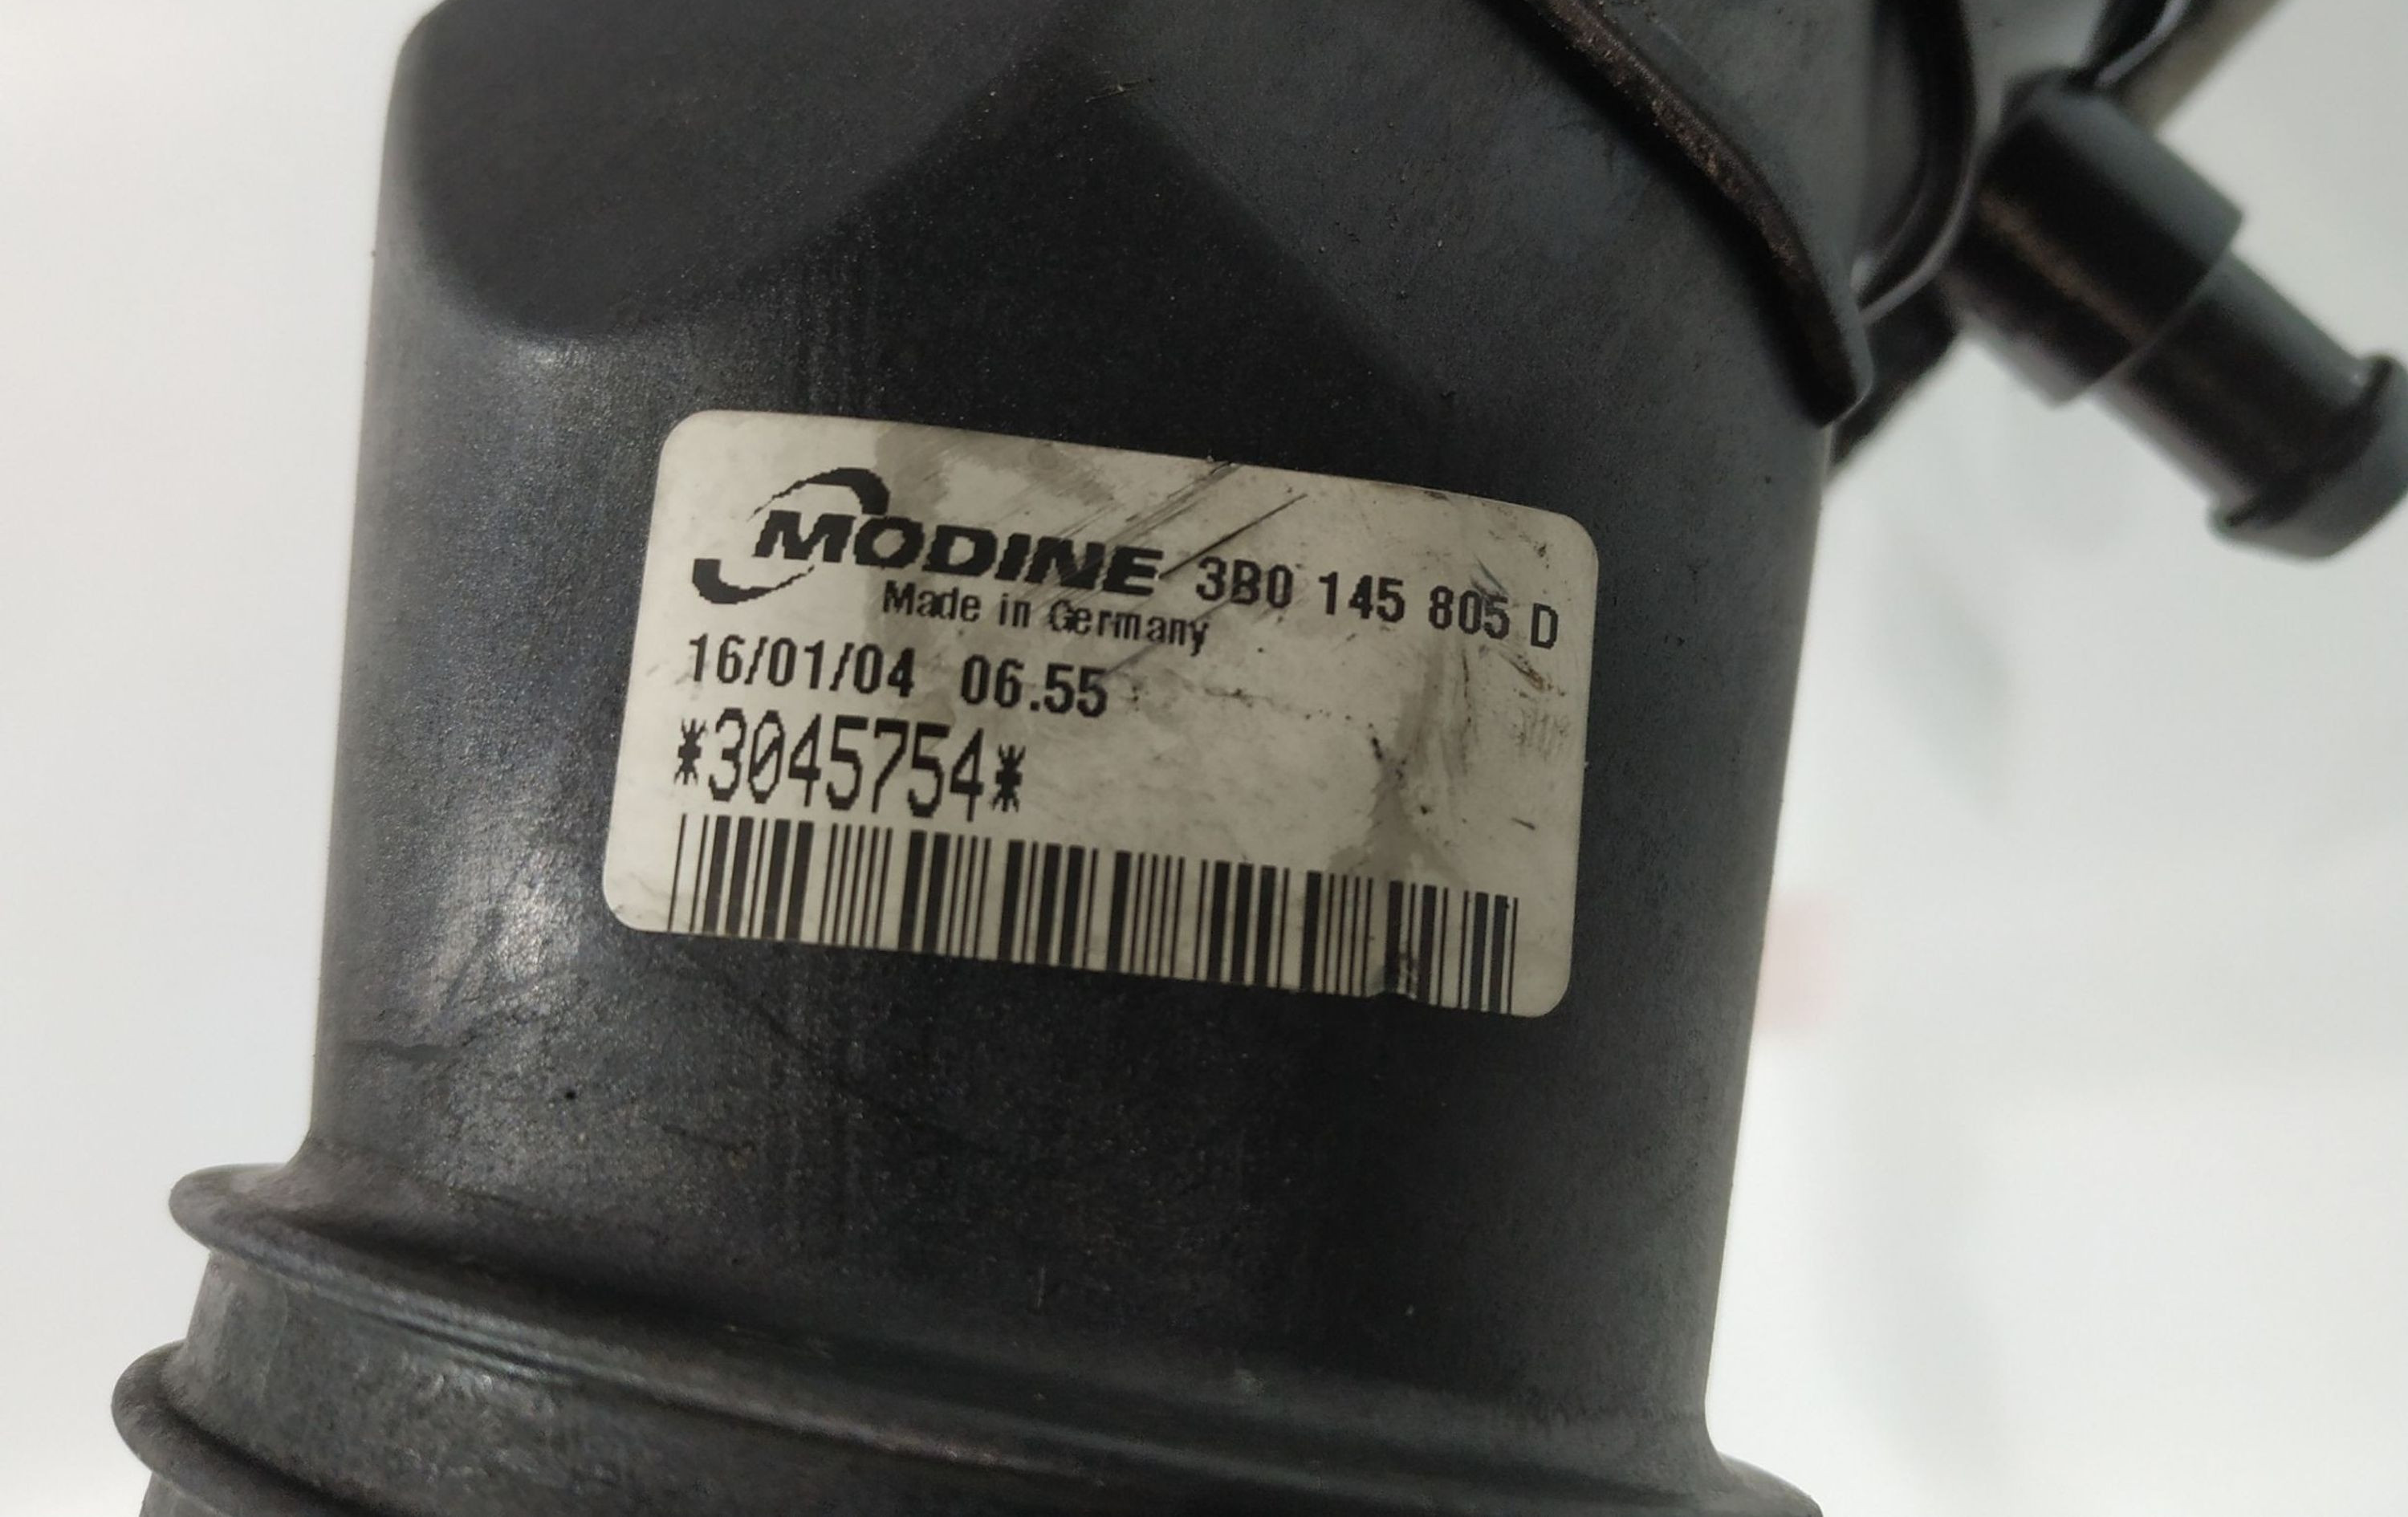 MODINE 3B0 145 805 D
Made in Germany
16/01/04 06.55
*3045754*